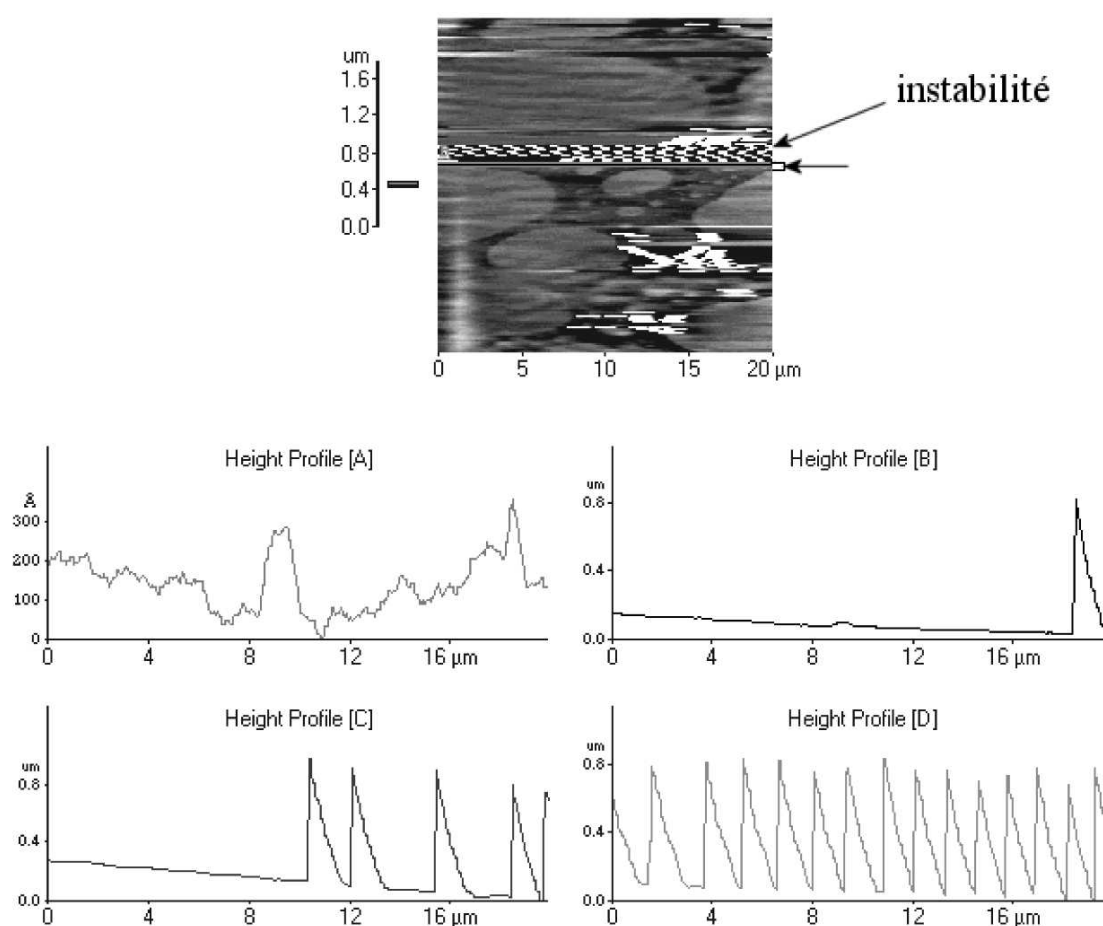 um
1.6
1.2
0.8
0.4
0.0
instabilité
0 5 10 15 20 µm
Height Profile [A]
Å
300
200
100
0
0 4 8 12 16 µm
Height Profile [B]
um
0.8
0.4
0.0
0 4 8 12 16 µm
Height Profile [C]
um
0.8
0.4
0.0
0 4 8 12 16 µm
Height Profile [D]
um
0.8
0.4
0.0
0 4 8 12 16 µm